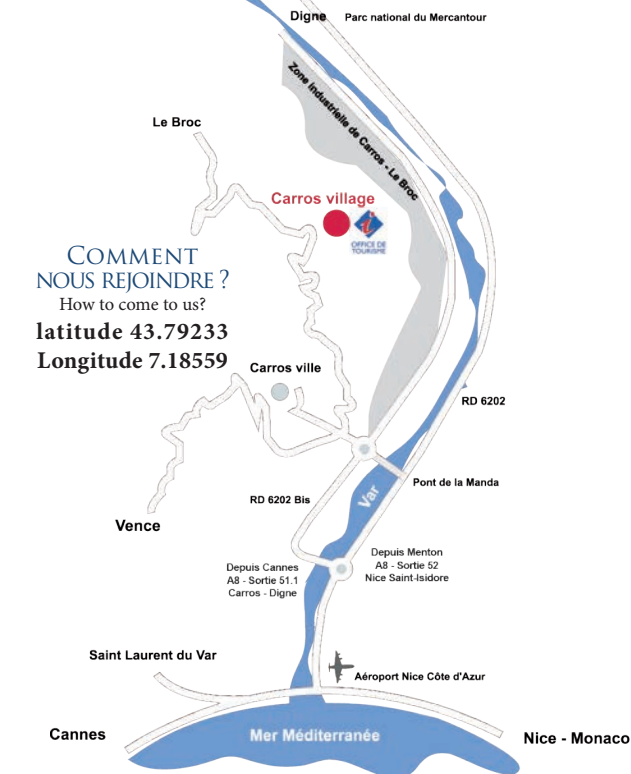 Digne
Parc national du Mercantour
Zone industrielle de Carros - Le Broc
Le Broc
Carros village
i
OFFICE DE
TOURISME
COMMENT
NOUS REJOINDRE ?
How to come to us?
latitude 43.79233
Longitude 7.18559
Carros ville
RD 6202
Pont de la Manda
Var
RD 6202 Bis
Vence
Depuis Menton
A8 - Sortie 52
Nice Saint-Isidore
Depuis Cannes
A8 - Sortie 51.1
Carros - Digne
Saint Laurent du Var
Aéroport Nice Côte d'Azur
Cannes
Mer Méditerranée
Nice - Monaco